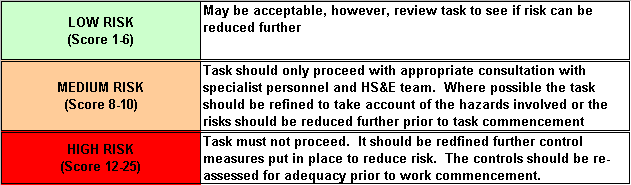 LOW RISK
(Score 1-6)
May be acceptable, however, review task to see if risk can be
reduced further
MEDIUM RISK
(Score 8-10)
Task should only proceed with appropriate consultation with
specialist personnel and HS&E team.  Where possible the task
should be refined to take account of the hazards involved or the
risks should be reduced further prior to task commencement
HIGH RISK
(Score 12-25)
Task must not proceed.  It should be redfined further control
measures put in place to reduce risk.  The controls should be re-
assessed for adequacy prior to work commencement.